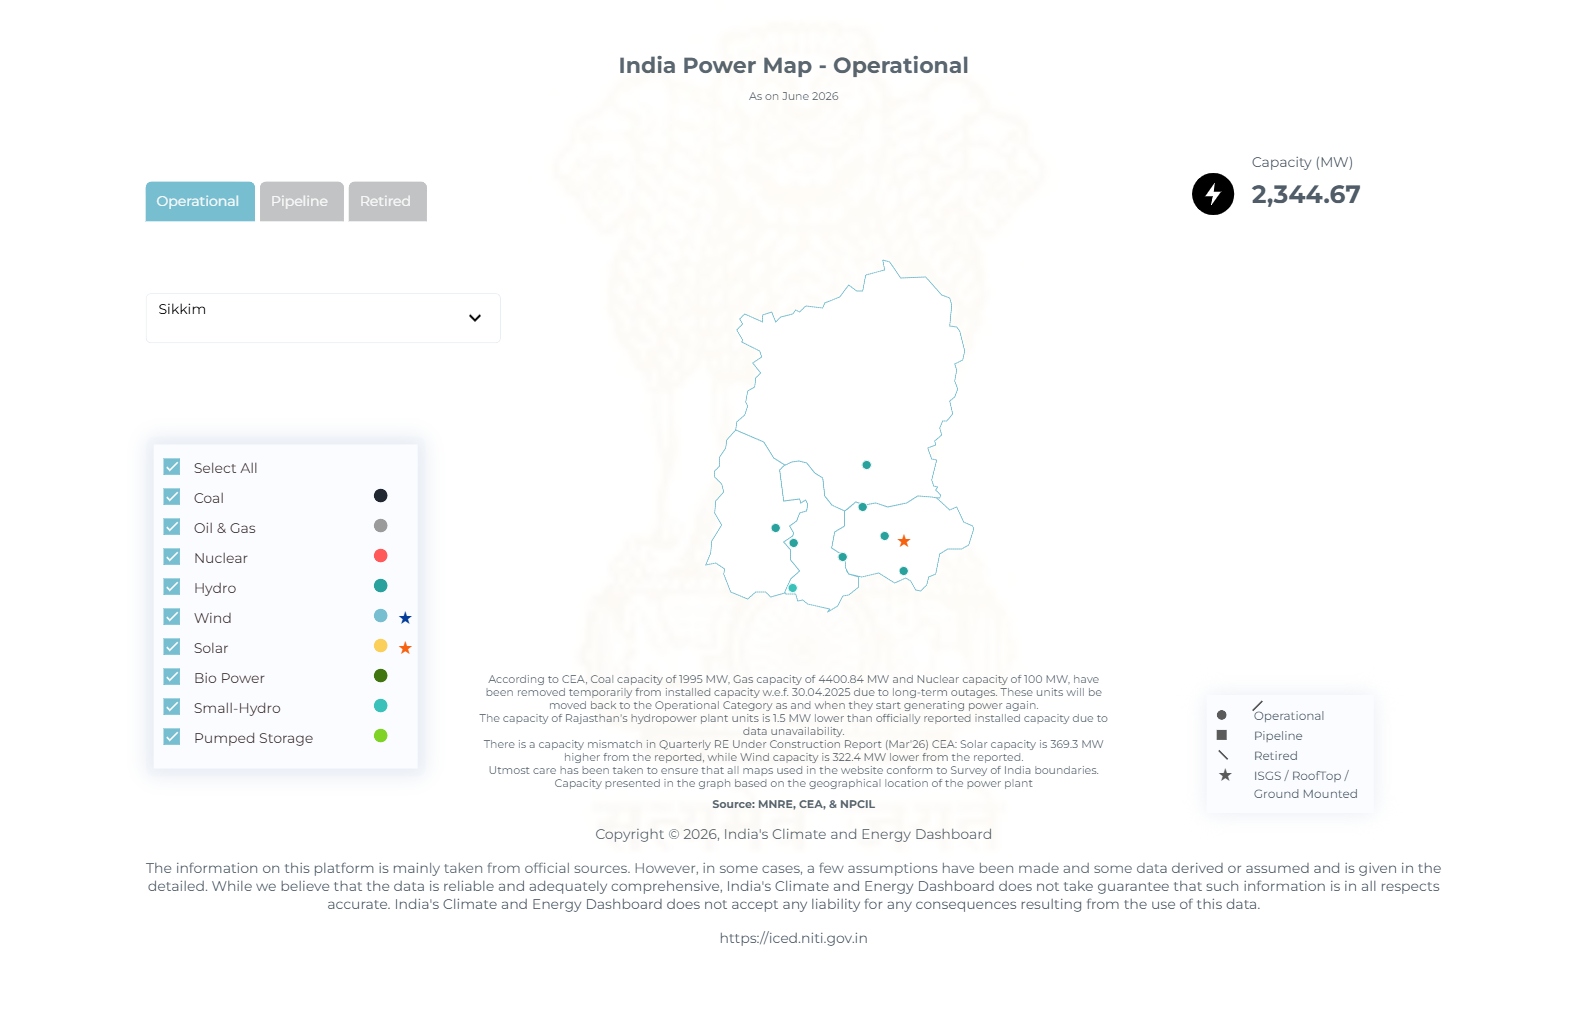 India Power Map - Operational
As on June 2026
Operational
Pipeline
Retired
Capacity (MW)
2,344.67
Sikkim
Select All
Coal
Oil & Gas
Nuclear
Hydro
Wind
Solar
Bio Power
Small-Hydro
Pumped Storage
According to CEA, Coal capacity of 1995 MW, Gas capacity of 4400.84 MW and Nuclear capacity of 100 MW, have
been removed temporarily from installed capacity w.e.f. 30.04.2025 due to long-term outages. These units will be
moved back to the Operational Category as and when they start generating power again.
The capacity of Rajasthan's hydropower plant units is 1.5 MW lower than officially reported installed capacity due to
data unavailability.
There is a capacity mismatch in Quarterly RE Under Construction Report (Mar'26) CEA: Solar capacity is 369.3 MW
higher from the reported, while Wind capacity is 322.4 MW lower from the reported.
Utmost care has been taken to ensure that all maps used in the website conform to Survey of India boundaries.
Capacity presented in the graph based on the geographical location of the power plant
Source: MNRE, CEA, & NPCIL
Operational
Pipeline
Retired
ISGS / RoofTop /
Ground Mounted
Copyright © 2026, India's Climate and Energy Dashboard
The information on this platform is mainly taken from official sources. However, in some cases, a few assumptions have been made and some data derived or assumed and is given in the
detailed. While we believe that the data is reliable and adequately comprehensive, India's Climate and Energy Dashboard does not take guarantee that such information is in all respects
accurate. India's Climate and Energy Dashboard does not accept any liability for any consequences resulting from the use of this data.
https://iced.niti.gov.in